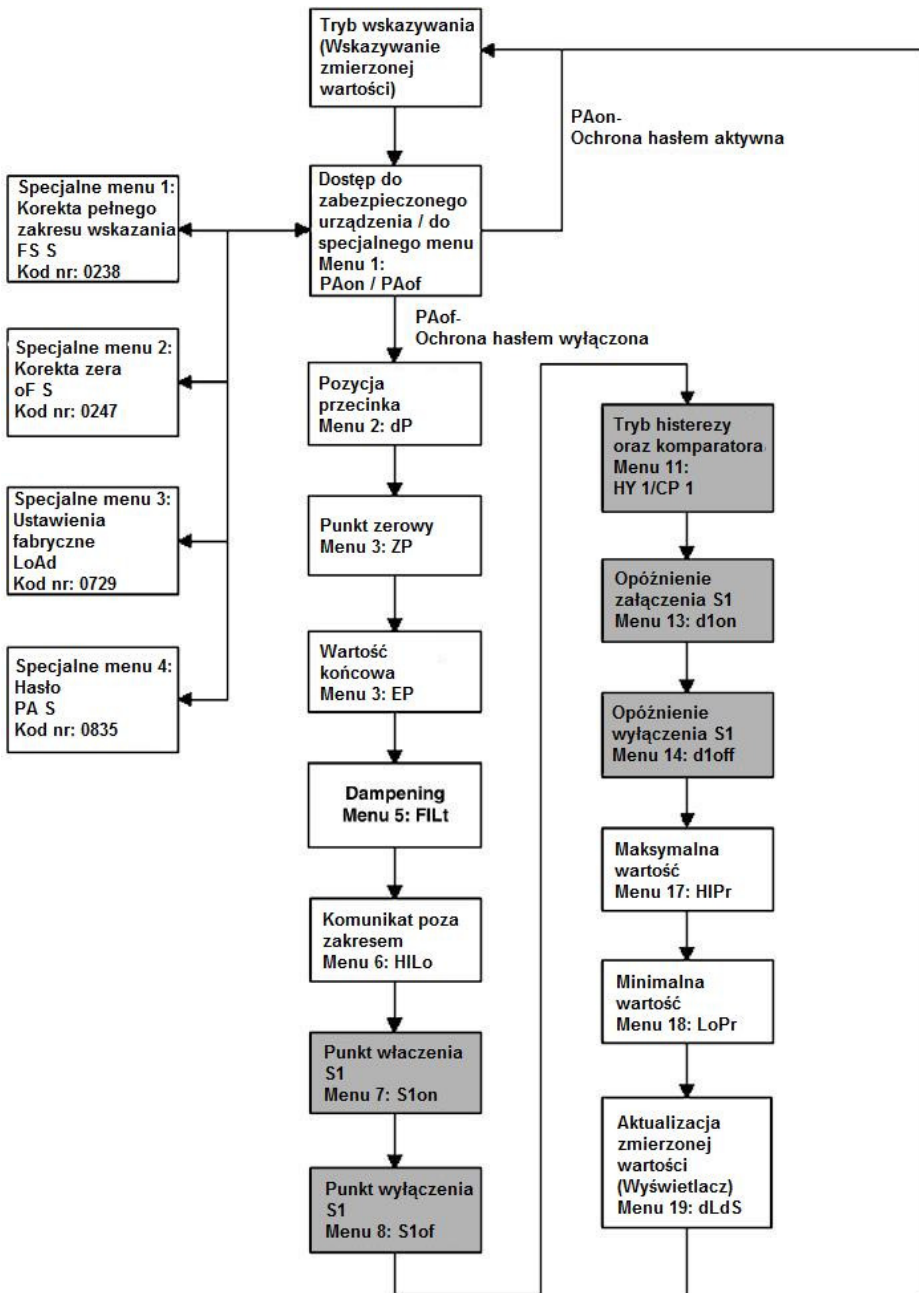 Tryb wskazywania
(Wskazywanie
zmierzonej
wartości)
PAon-
Ochrona hasłem aktywna
Dostęp do
zabezpieczonego
urządzenia / do
specjalnego menu
Menu 1:
PAon / PAof
Specjalne menu 1:
Korekta pełnego
zakresu wskazania
FS S
Kod nr: 0238
PAof-
Ochrona hasłem wyłączona
Specjalne menu 2:
Korekta zera
oF S
Kod nr: 0247
Specjalne menu 3:
Ustawienia
fabryczne
LoAd
Kod nr: 0729
Specjalne menu 4:
Hasło
PA S
Kod nr: 0835
Pozycja
przecinka
Menu 2: dP
Punkt zerowy
Menu 3: ZP
Wartość
końcowa
Menu 3: EP
Dampening
Menu 5: FILt
Komunikat poza
zakresem
Menu 6: HILo
Punkt właczenia
S1
Menu 7: S1on
Punkt wyłączenia
S1
Menu 8: S1of
Tryb histerezy
oraz komparatora
Menu 11:
HY 1/CP 1
Opóźnienie
załączenia S1
Menu 13: d1on
Opóźnienie
wyłączenia S1
Menu 14: d1off
Maksymalna
wartość
Menu 17: HIPr
Minimalna
wartość
Menu 18: LoPr
Aktualizacja
zmierzonej
wartości
(Wyświetlacz)
Menu 19: dLdS